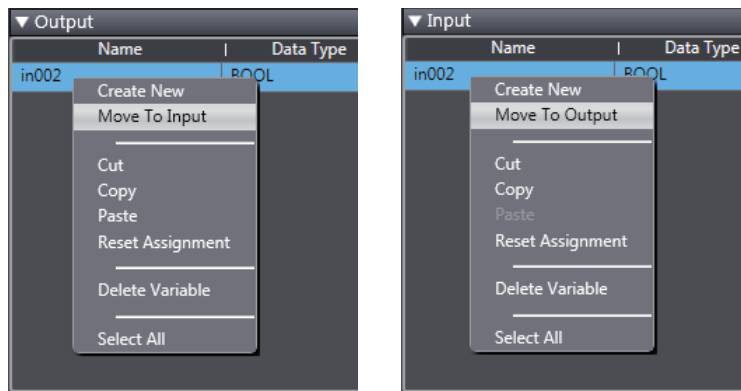 ▼ Output
Name | Data Type
in002 BOOL
Create New
Move To Input
Cut
Copy
Paste
Reset Assignment
Delete Variable
Select All
▼ Input
Name | Data Type
in002 BOOL
Create New
Move To Output
Cut
Copy
Paste
Reset Assignment
Delete Variable
Select All